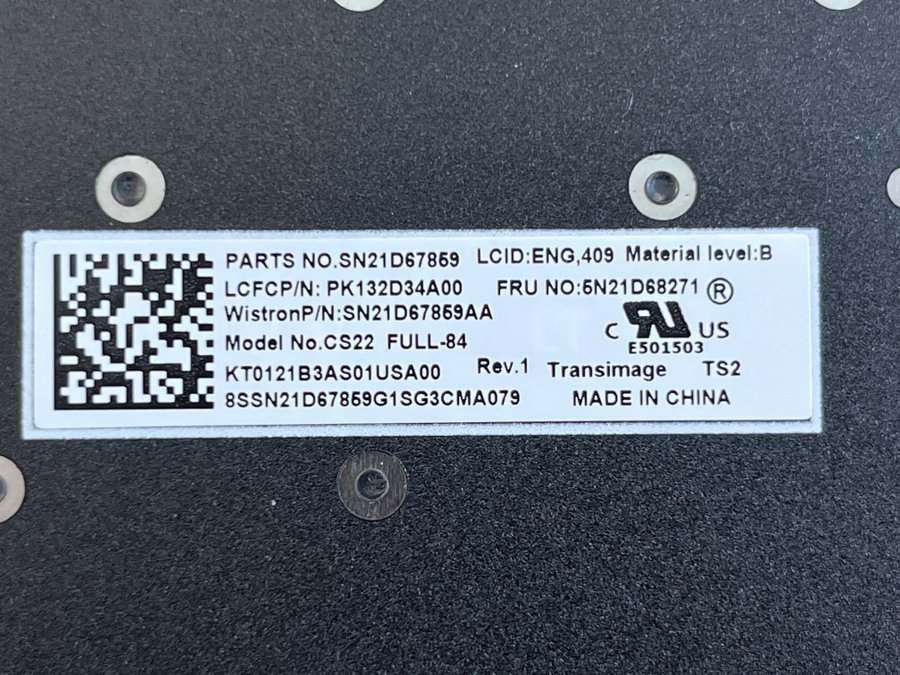 PARTS NO.SN21D67859 LCID:ENG,409 Material level:B
LCFCP/N: PK132D34A00 FRU NO:5N21D68271 ®
WistronP/N:SN21D67859AA
C RU US
E501503
Model No.CS22 FULL-84
KT0121B3AS01USA00 Rev.1 Transimage TS2
8SSN21D67859G1SG3CMA079 MADE IN CHINA